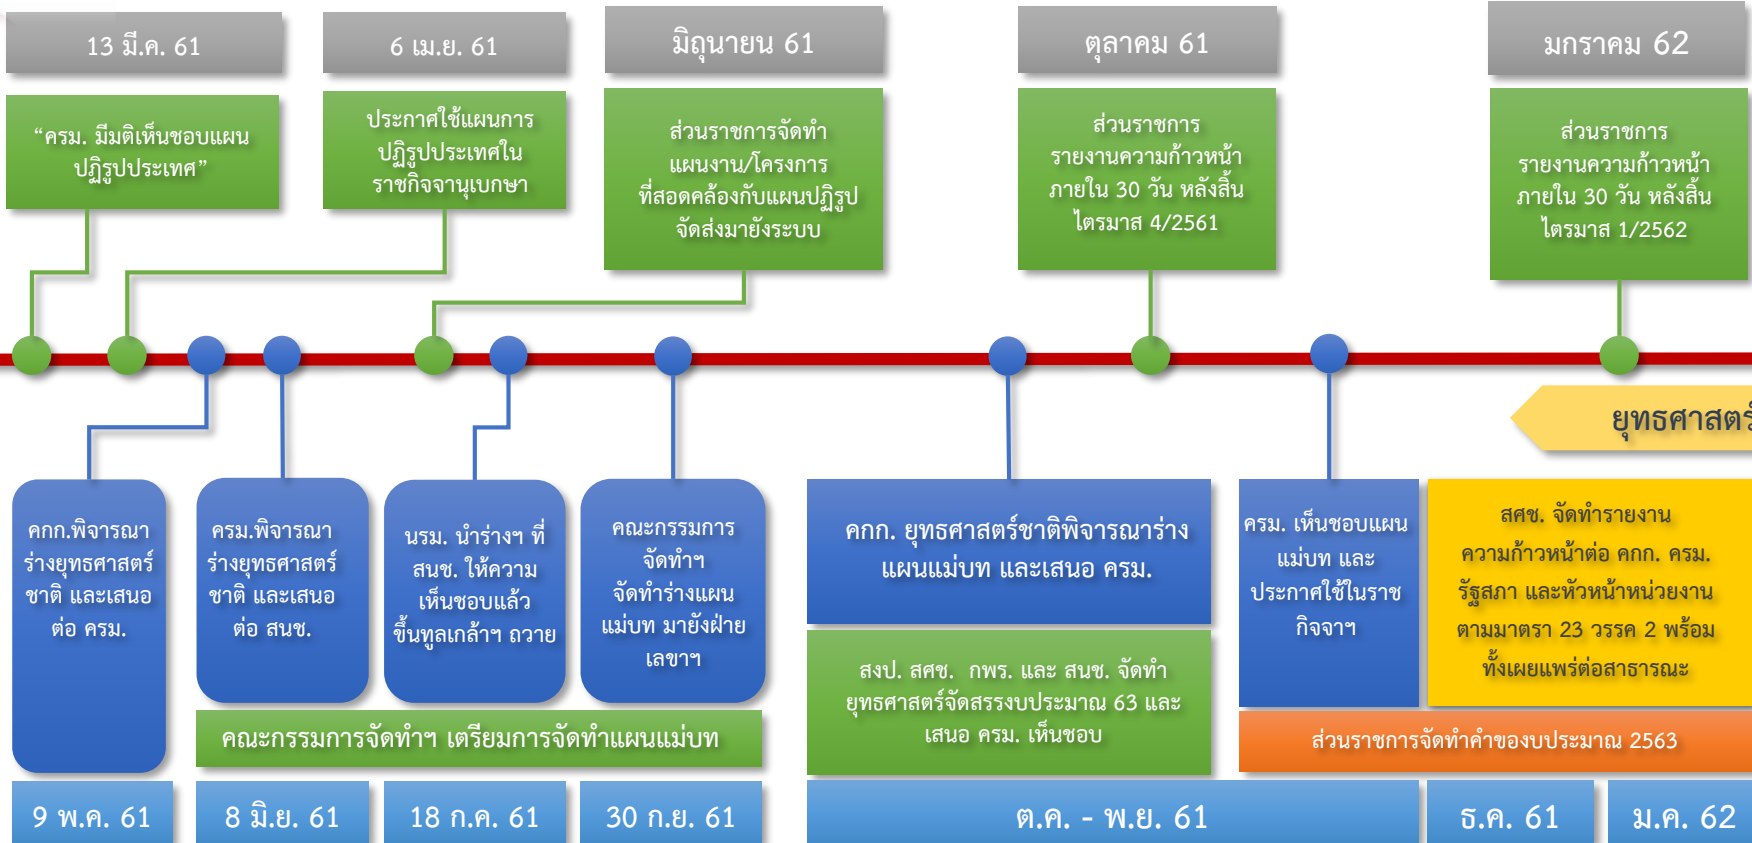 13 มี.ค. 61
6 เม.ย. 61
มิถุนายน 61
ตุลาคม 61
มกราคม 62
“ครม. มีมติเห็นชอบแผน
ปฏิรูปประเทศ”
ประกาศใช้แผนการ
ปฏิรูปประเทศใน
ราชกิจจานุเบกษา
ส่วนราชการจัดทำ
แผนงาน/โครงการ
ที่สอดคล้องกับแผนปฏิรูป
จัดส่งมายังระบบ
ส่วนราชการ
รายงานความก้าวหน้า
ภายใน 30 วัน หลังสิ้น
ไตรมาส 4/2561
ส่วนราชการ
รายงานความก้าวหน้า
ภายใน 30 วัน หลังสิ้น
ไตรมาส 1/2562
ยุทธศาสตร์
คกก.พิจารณา
ร่างยุทธศาสตร์
ชาติ และเสนอ
ต่อ ครม.
ครม.พิจารณา
ร่างยุทธศาสตร์
ชาติ และเสนอ
ต่อ สนช.
นรม. นำร่างฯ ที่
สนช. ให้ความ
เห็นชอบแล้ว
ขึ้นทูลเกล้าฯ ถวาย
คณะกรรมการ
จัดทำฯ
จัดทำร่างแผน
แม่บท มายังฝ่าย
เลขาฯ
คกก. ยุทธศาสตร์ชาติพิจารณาร่าง
แผนแม่บท และเสนอ ครม.
ครม. เห็นชอบแผน
แม่บท และ
ประกาศใช้ในราช
กิจจาฯ
สศช. จัดทำรายงาน
ความก้าวหน้าต่อ คกก. ครม.
รัฐสภา และหัวหน้าหน่วยงาน
ตามมาตรา 23 วรรค 2 พร้อม
ทั้งเผยแพร่ต่อสาธารณะ
คณะกรรมการจัดทำฯ เตรียมการจัดทำแผนแม่บท
สงป. สศช. กพร. และ สนช. จัดทำ
ยุทธศาสตร์จัดสรรงบประมาณ 63 และ
เสนอ ครม. เห็นชอบ
ส่วนราชการจัดทำคำของบประมาณ 2563
9 พ.ค. 61
8 มิ.ย. 61
18 ก.ค. 61
30 ก.ย. 61
ต.ค. - พ.ย. 61
ธ.ค. 61
ม.ค. 62